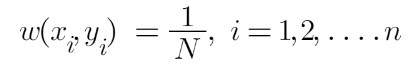 w(x_i, y_i) = 1/N, i = 1,2, .... n